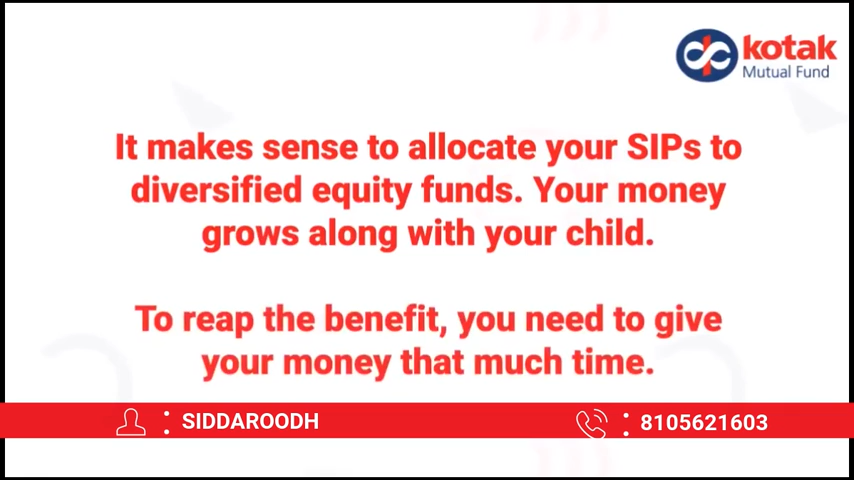 kotak
Mutual Fund
It makes sense to allocate your SIPs to
diversified equity funds. Your money
grows along with your child.
To reap the benefit, you need to give
your money that much time.
: SIDDAROODH
: 8105621603